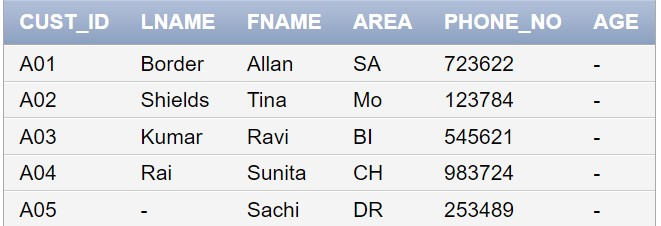 CUST_ID LNAME FNAME AREA PHONE_NO AGE
A01 Border Allan SA 723622 -
A02 Shields Tina Mo 123784 -
A03 Kumar Ravi BI 545621 -
A04 Rai Sunita CH 983724 -
A05 - Sachi DR 253489 -